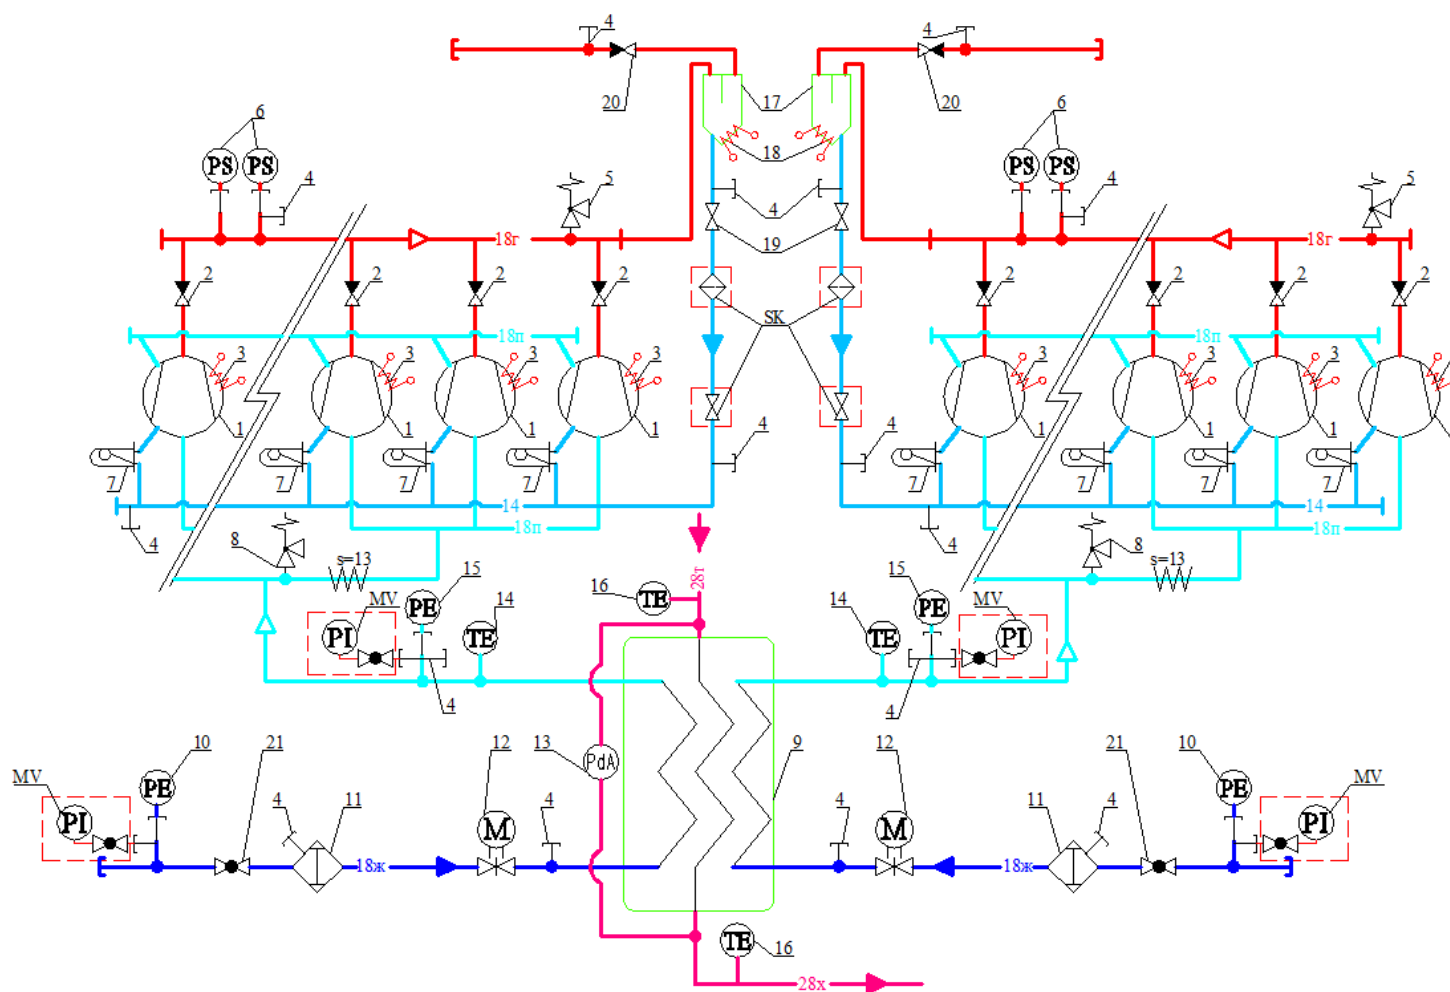 4 4
20 17 20
6 6
PS PS 4 5 18 PS PS 4 5
4
18г 19 18г
2 2 2 2 2 2 2 2
SK
18п 18п
3 3 3 3 3 3
1 1 1 1 1 1 1
4 4
7 7 7 7 7 7 7 7
14 14
4 18п 18п 4
8 8
s=13 s=13
15 28т 15
MV 16 TE MV
PE 14 14 PE
PI TE TE PI
4 4
10 21 12 13 9 12 21 10
MV PdA MV
PE 4 11 4 4 11 4 PE
PI M M PI
18ж 18ж 18ж 18ж
TE 16
28х